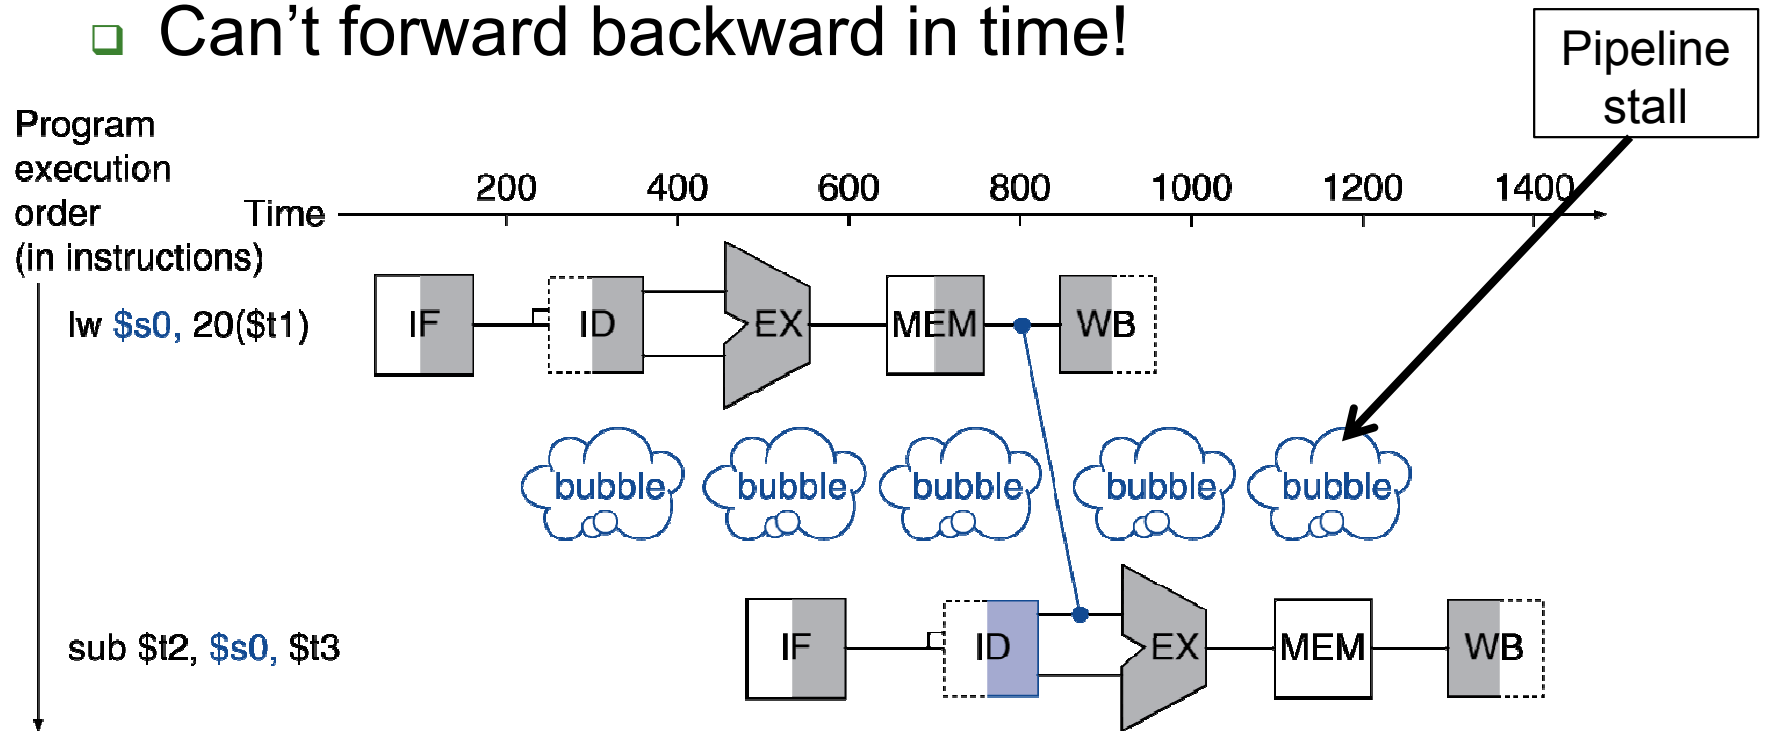 ❑ Can’t forward backward in time!
Pipeline
stall
Program
execution
order
(in instructions)
Time
200 400 600 800 1000 1200 1400
lw $s0, 20($t1)
IF ID EX MEM WB
bubble bubble bubble bubble bubble
sub $t2, $s0, $t3
IF ID EX MEM WB